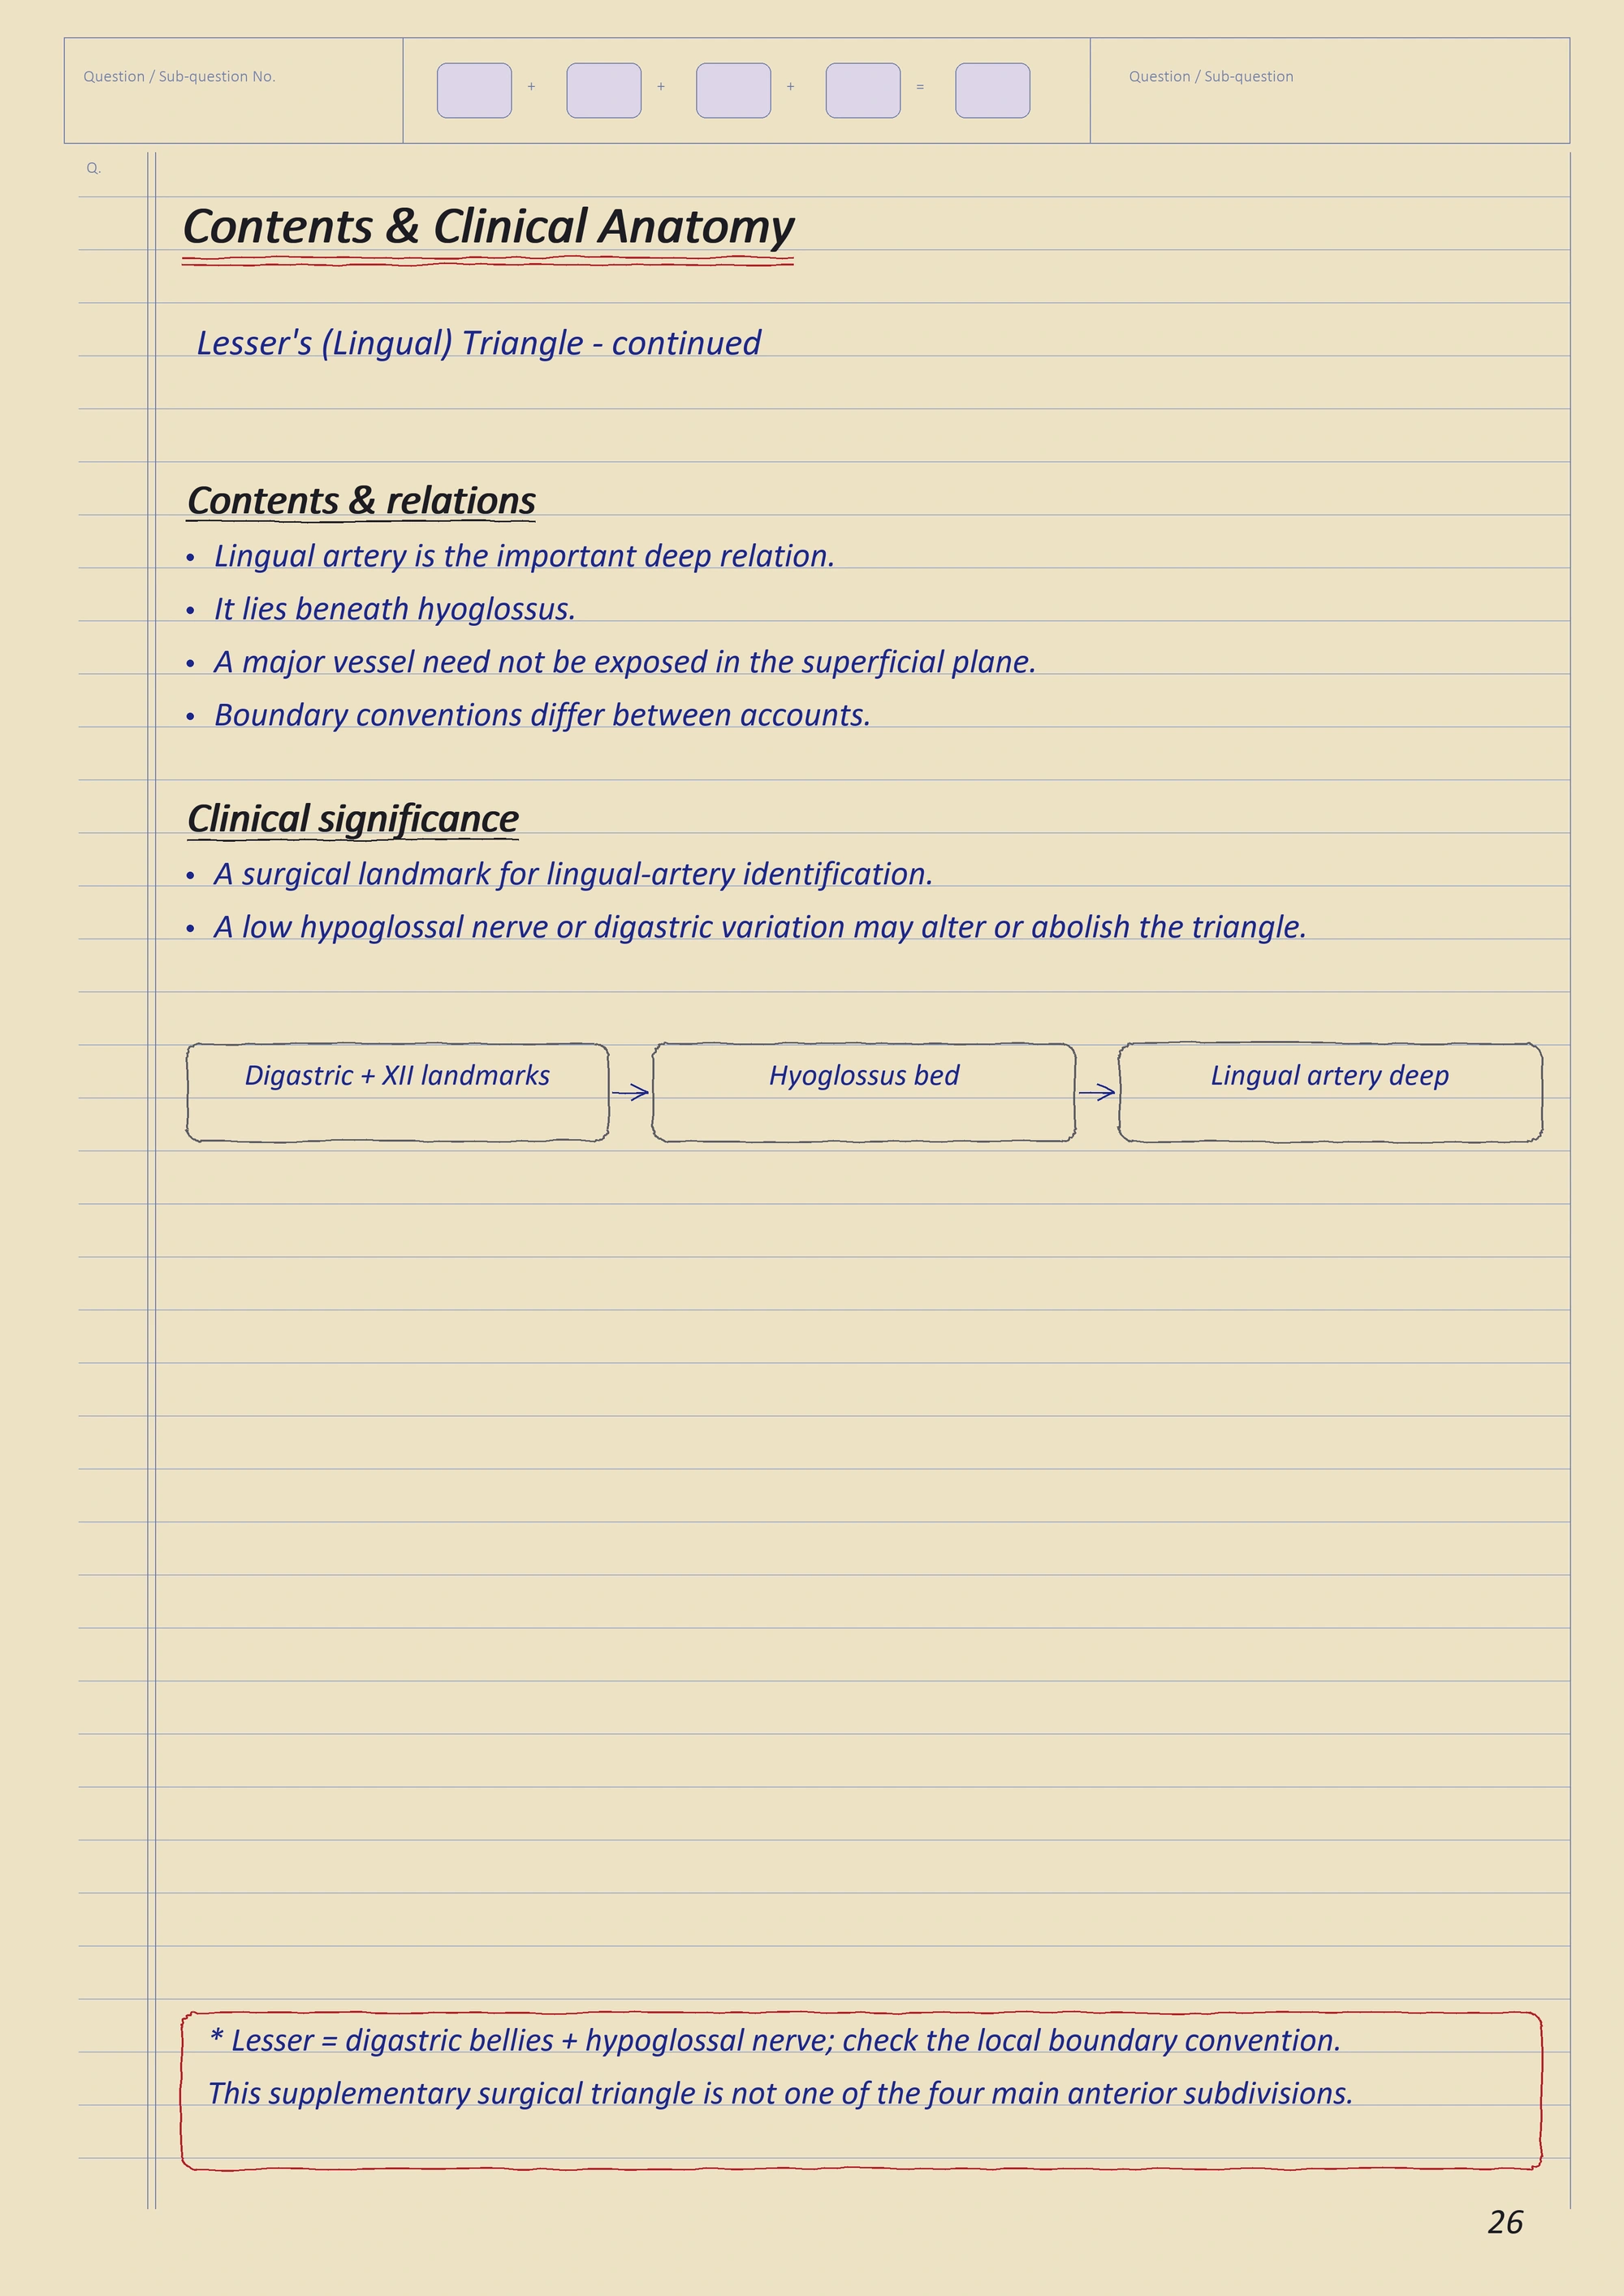 Question / Sub-question No.
+ + + =
Question / Sub-question
Q.
Contents & Clinical Anatomy
Lesser's (Lingual) Triangle - continued
Contents & relations
• Lingual artery is the important deep relation.
• It lies beneath hyoglossus.
• A major vessel need not be exposed in the superficial plane.
• Boundary conventions differ between accounts.
Clinical significance
• A surgical landmark for lingual-artery identification.
• A low hypoglossal nerve or digastric variation may alter or abolish the triangle.
Digastric + XII landmarks → Hyoglossus bed → Lingual artery deep
* Lesser = digastric bellies + hypoglossal nerve; check the local boundary convention.
This supplementary surgical triangle is not one of the four main anterior subdivisions.
26